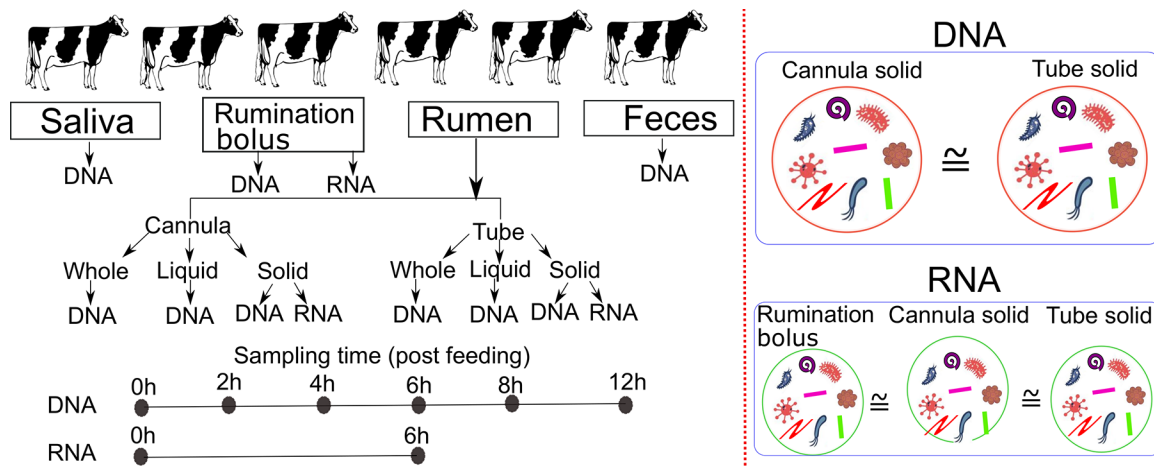 Saliva
Rumination
bolus
Rumen
Feces
DNA
DNA RNA
DNA
Cannula
Tube
Whole Liquid Solid
Whole Liquid Solid
DNA DNA DNA RNA
DNA DNA DNA RNA
Sampling time (post feeding)
0h 2h 4h 6h 8h 12h
DNA
0h 6h
RNA
DNA
Cannula solid
Tube solid
≅
RNA
Rumination
bolus
Cannula solid
Tube solid
≅ ≅